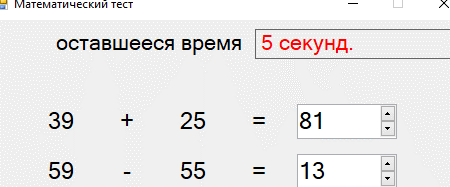 Математический тест
оставшееся время 5 секунд.
39 + 25 = 81
59 - 55 = 13